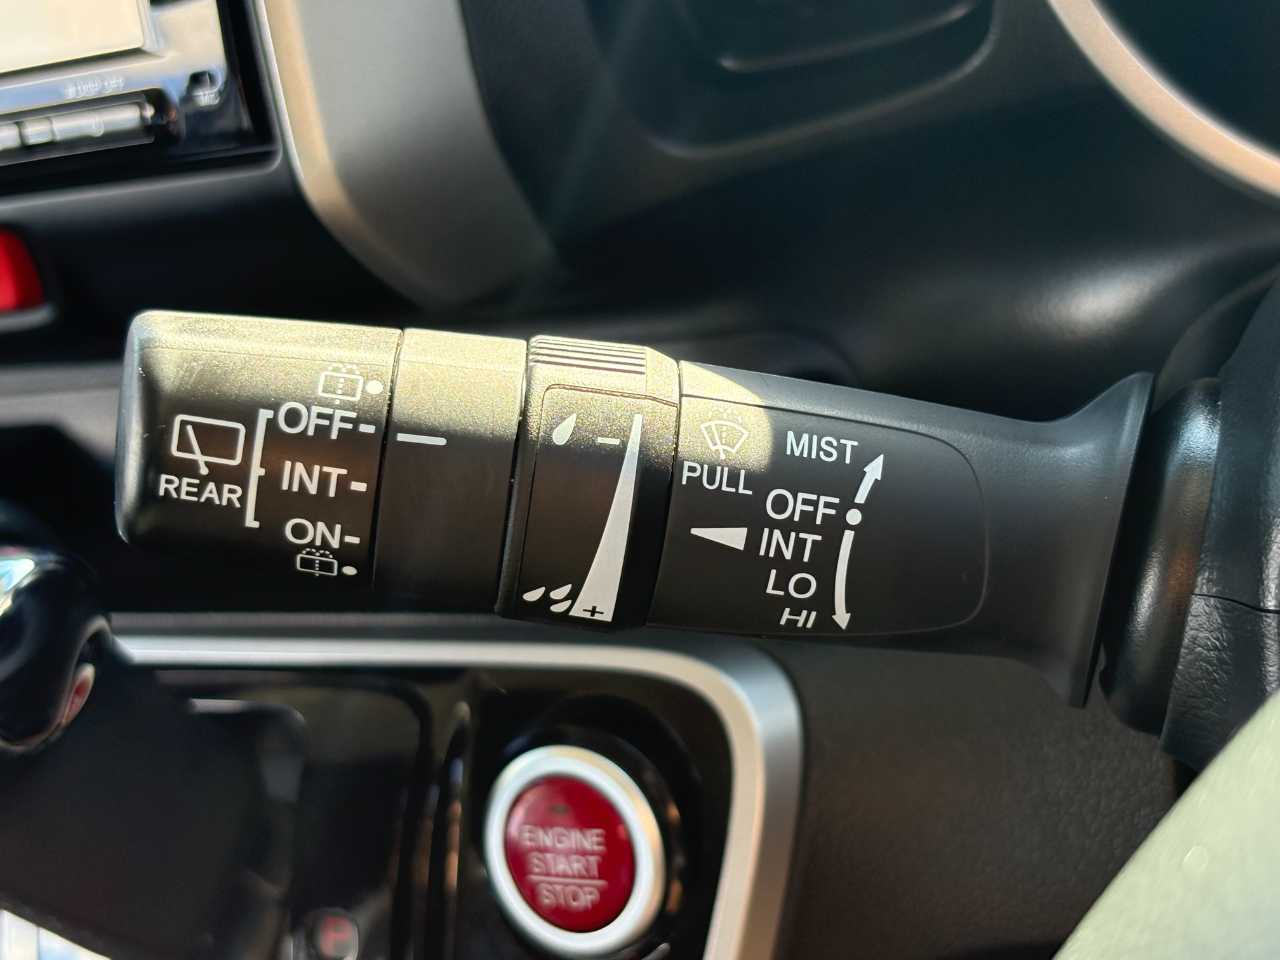 OFF
INT
ON
REAR
−
+
PULL
MIST
OFF
INT
LO
HI
ENGINE
START
STOP
P